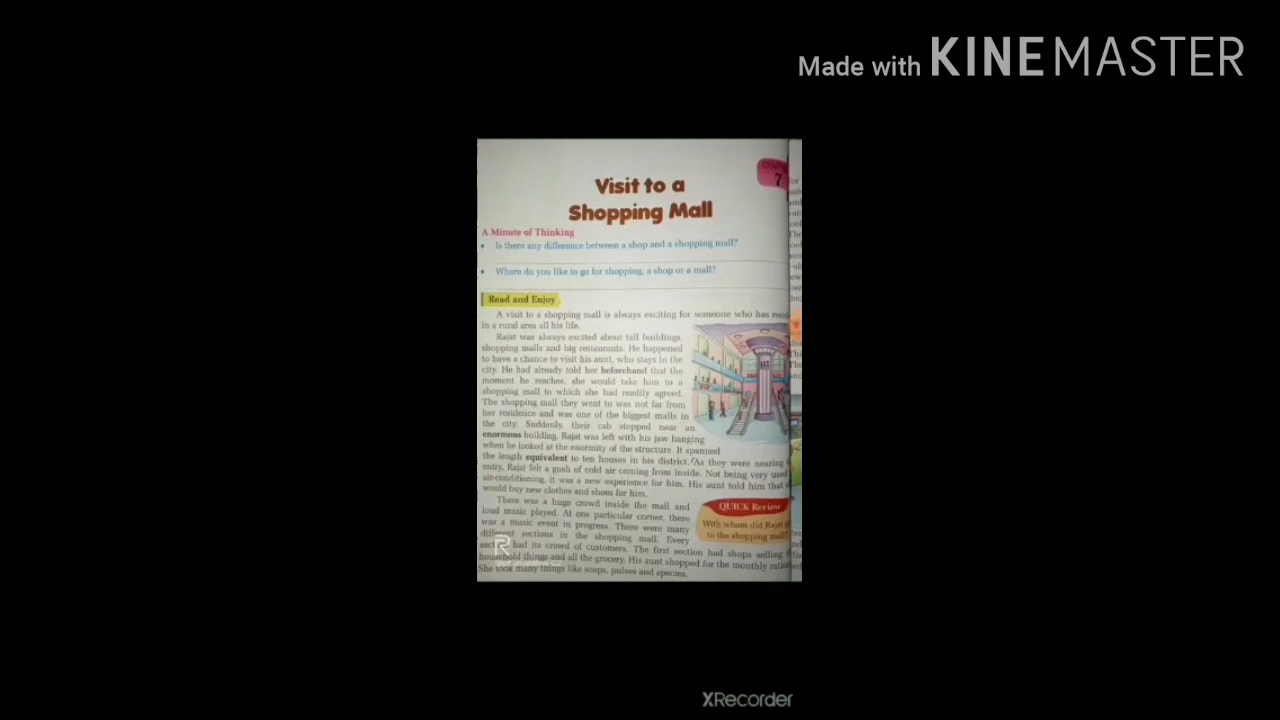 Made with KINEMASTER
7
Visit to a
Shopping Mall
A Minute of Thinking
• Is there any difference between a shop and a shopping mall?
• Where do you like to go for shopping, a shop or a mall?
Read and Enjoy
A visit to a shopping mall is always exciting for someone who has
in a rural area all his life.
Rajat was always excited about tall buildings,
shopping malls and big restaurants. He happened
to have a chance to visit his aunt, who stays in the
city. He had already told her beforehand that the
moment he reaches, she would take him to a
shopping mall to which she had readily agreed.
The shopping mall they went to was not far from
her residence and was one of the biggest malls in
the city. Suddenly, their cab stopped near an
enormous building. Rajat was left with his jaw hanging
when he looked at the enormity of the structure. It spanned
the length equivalent to ten houses in his district. As they were nearing
entry, Rajat felt a gush of cold air coming from inside. Not being very used
air-conditioning, it was a new experience for him. His aunt told him that
would buy new clothes and shoes for him.
There was a huge crowd inside the mall and
loud music played. At one particular corner, there
was a music event in progress. There were many
different sections in the shopping mall. Every
had its crowd of customers. The first section had shops selling
household things and all the grocery. His aunt shopped for the monthly
She took many things like soaps, pulses and species.
QUICK Review
With whom did Rajat
to the shopping mall?
XRecorder